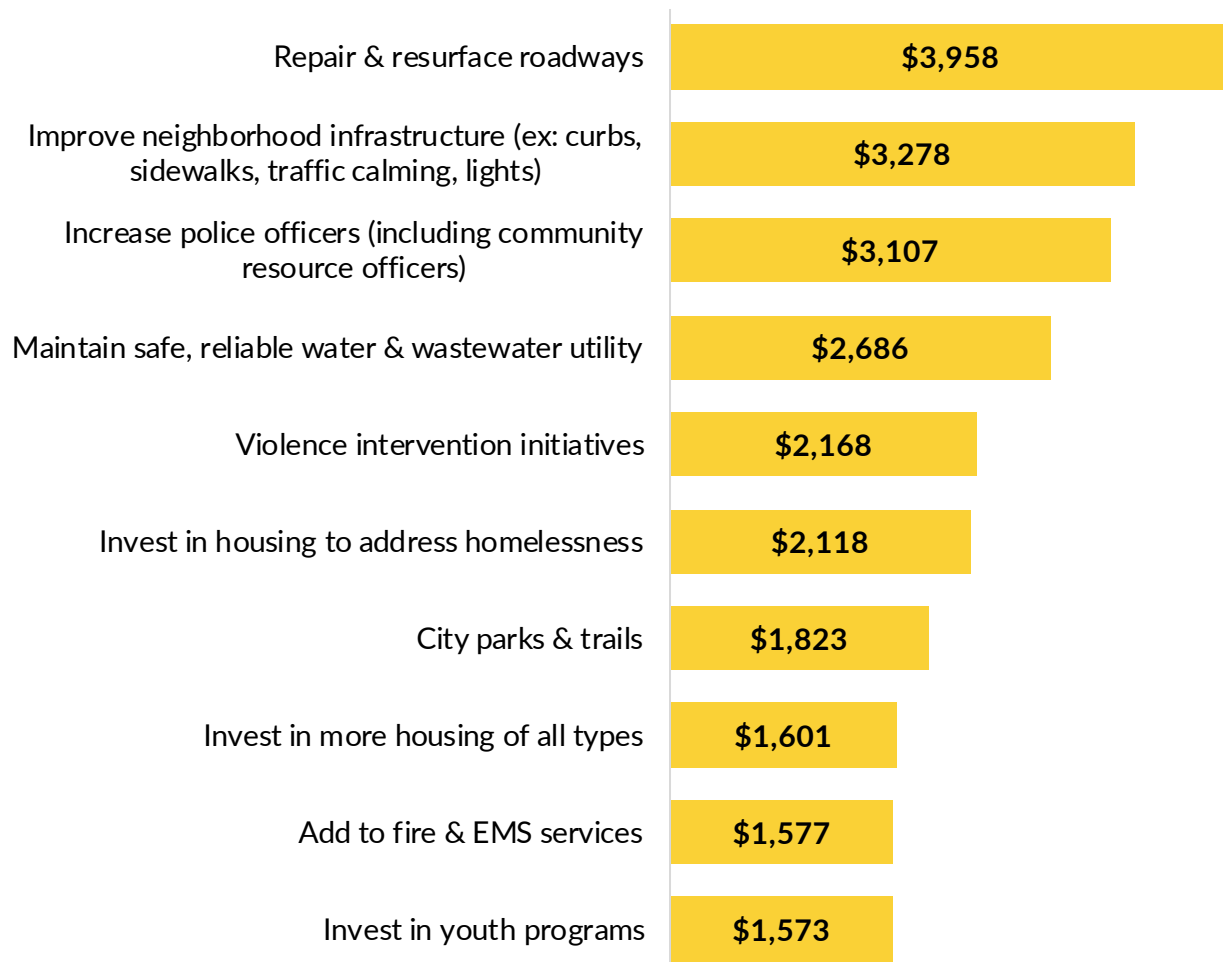 Repair & resurface roadways
$3,958
Improve neighborhood infrastructure (ex: curbs,
sidewalks, traffic calming, lights)
$3,278
Increase police officers (including community
resource officers)
$3,107
Maintain safe, reliable water & wastewater utility
$2,686
Violence intervention initiatives
$2,168
Invest in housing to address homelessness
$2,118
City parks & trails
$1,823
Invest in more housing of all types
$1,601
Add to fire & EMS services
$1,577
Invest in youth programs
$1,573